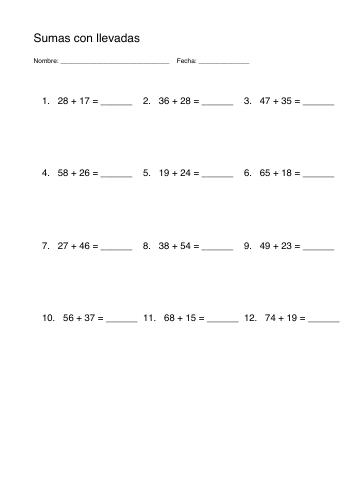 Sumas con llevadas
Nombre: ______________________________ Fecha: ______________
1. 28 + 17 = ______ 2. 36 + 28 = ______ 3. 47 + 35 = ______
4. 58 + 26 = ______ 5. 19 + 24 = ______ 6. 65 + 18 = ______
7. 27 + 46 = ______ 8. 38 + 54 = ______ 9. 49 + 23 = ______
10. 56 + 37 = ______ 11. 68 + 15 = ______ 12. 74 + 19 = ______